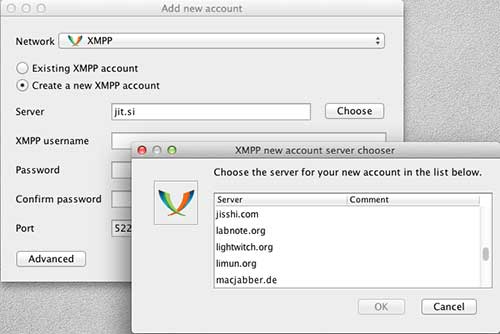 Add new account
Network XMPP
Existing XMPP account
Create a new XMPP account
Server jit.si Choose
XMPP username
Password
Confirm password
Port 522
Advanced
XMPP new account server chooser
Choose the server for your new account in the list below.
Server Comment
jisshi.com
labnote.org
lightwitch.org
limun.org
macjabber.de
OK Cancel